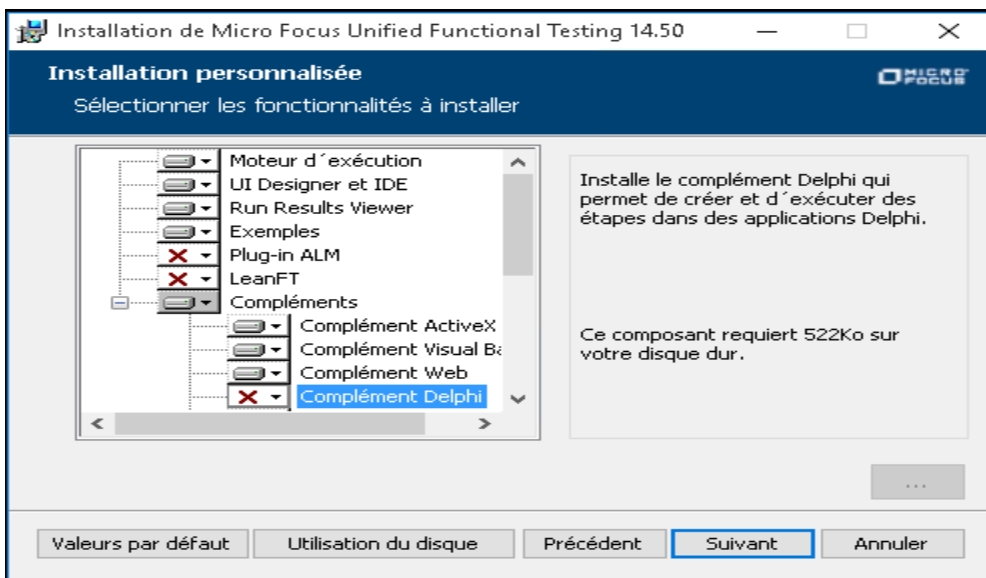 Installation de Micro Focus Unified Functional Testing 14.50
Installation personnalisée
Sélectionner les fonctionnalités à installer
MICRO
FOCUS
Moteur d´exécution
UI Designer et IDE
Run Results Viewer
Exemples
Plug-in ALM
LeanFT
Compléments
Complément ActiveX
Complément Visual Ba
Complément Web
Complément Delphi
Installe le complément Delphi qui
permet de créer et d´exécuter des
étapes dans des applications Delphi.
Ce composant requiert 522Ko sur
votre disque dur.
...
Valeurs par défaut
Utilisation du disque
Précédent
Suivant
Annuler